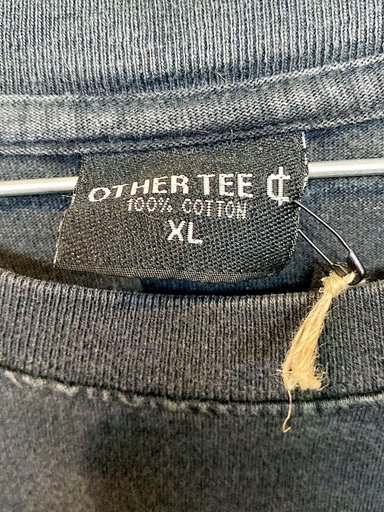 OTHER TEE ₵
100% COTTON
XL